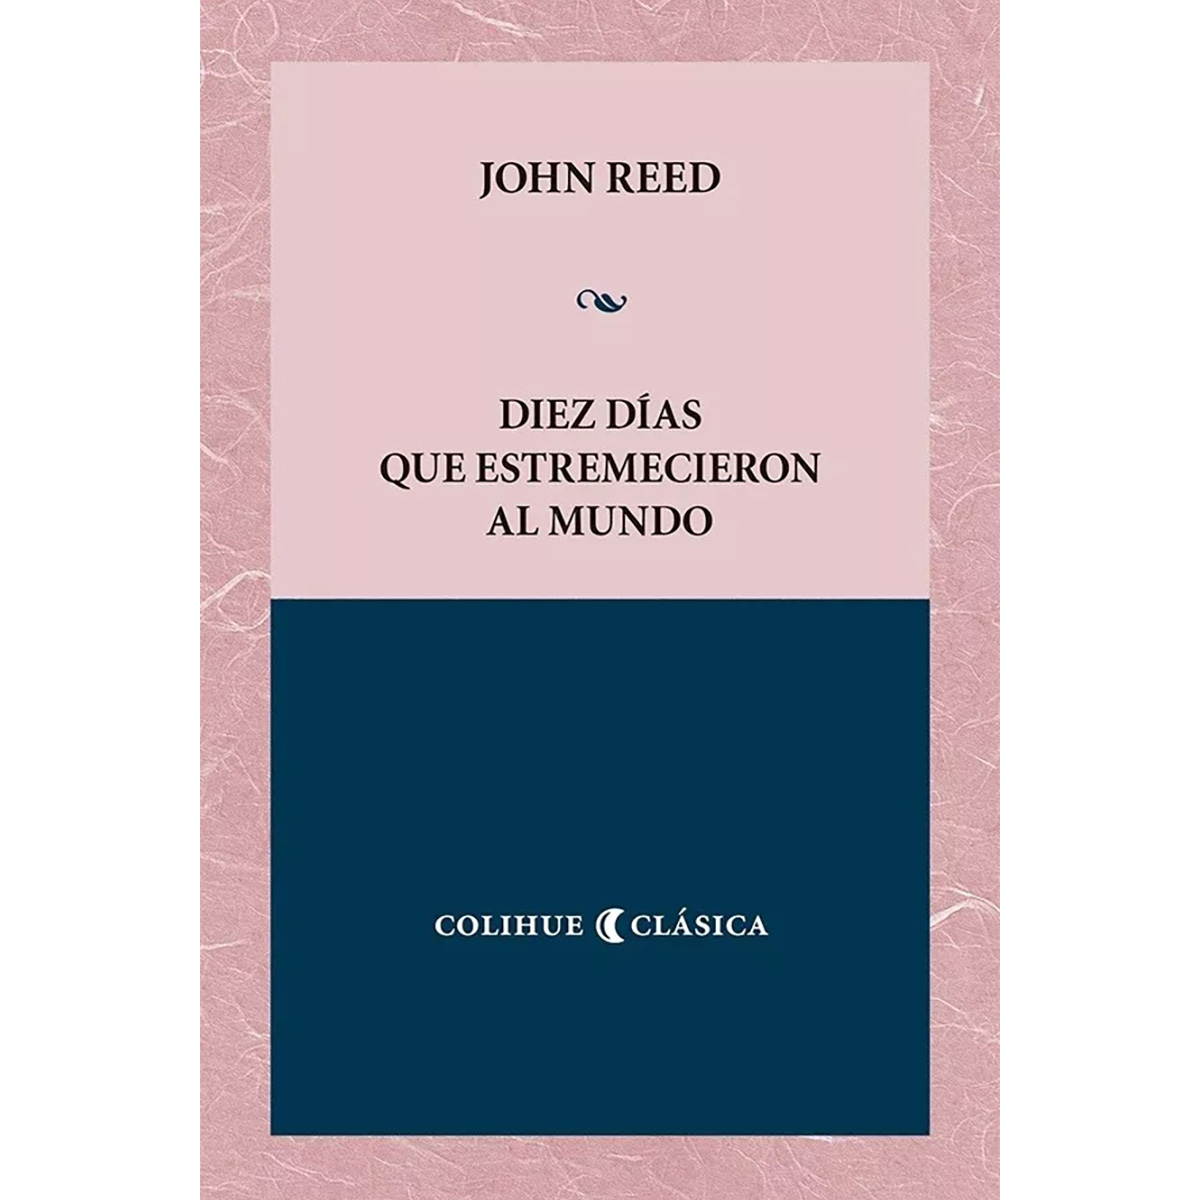 JOHN REED
DIEZ DÍAS
QUE ESTREMECIERON
AL MUNDO
COLIHUE CLÁSICA